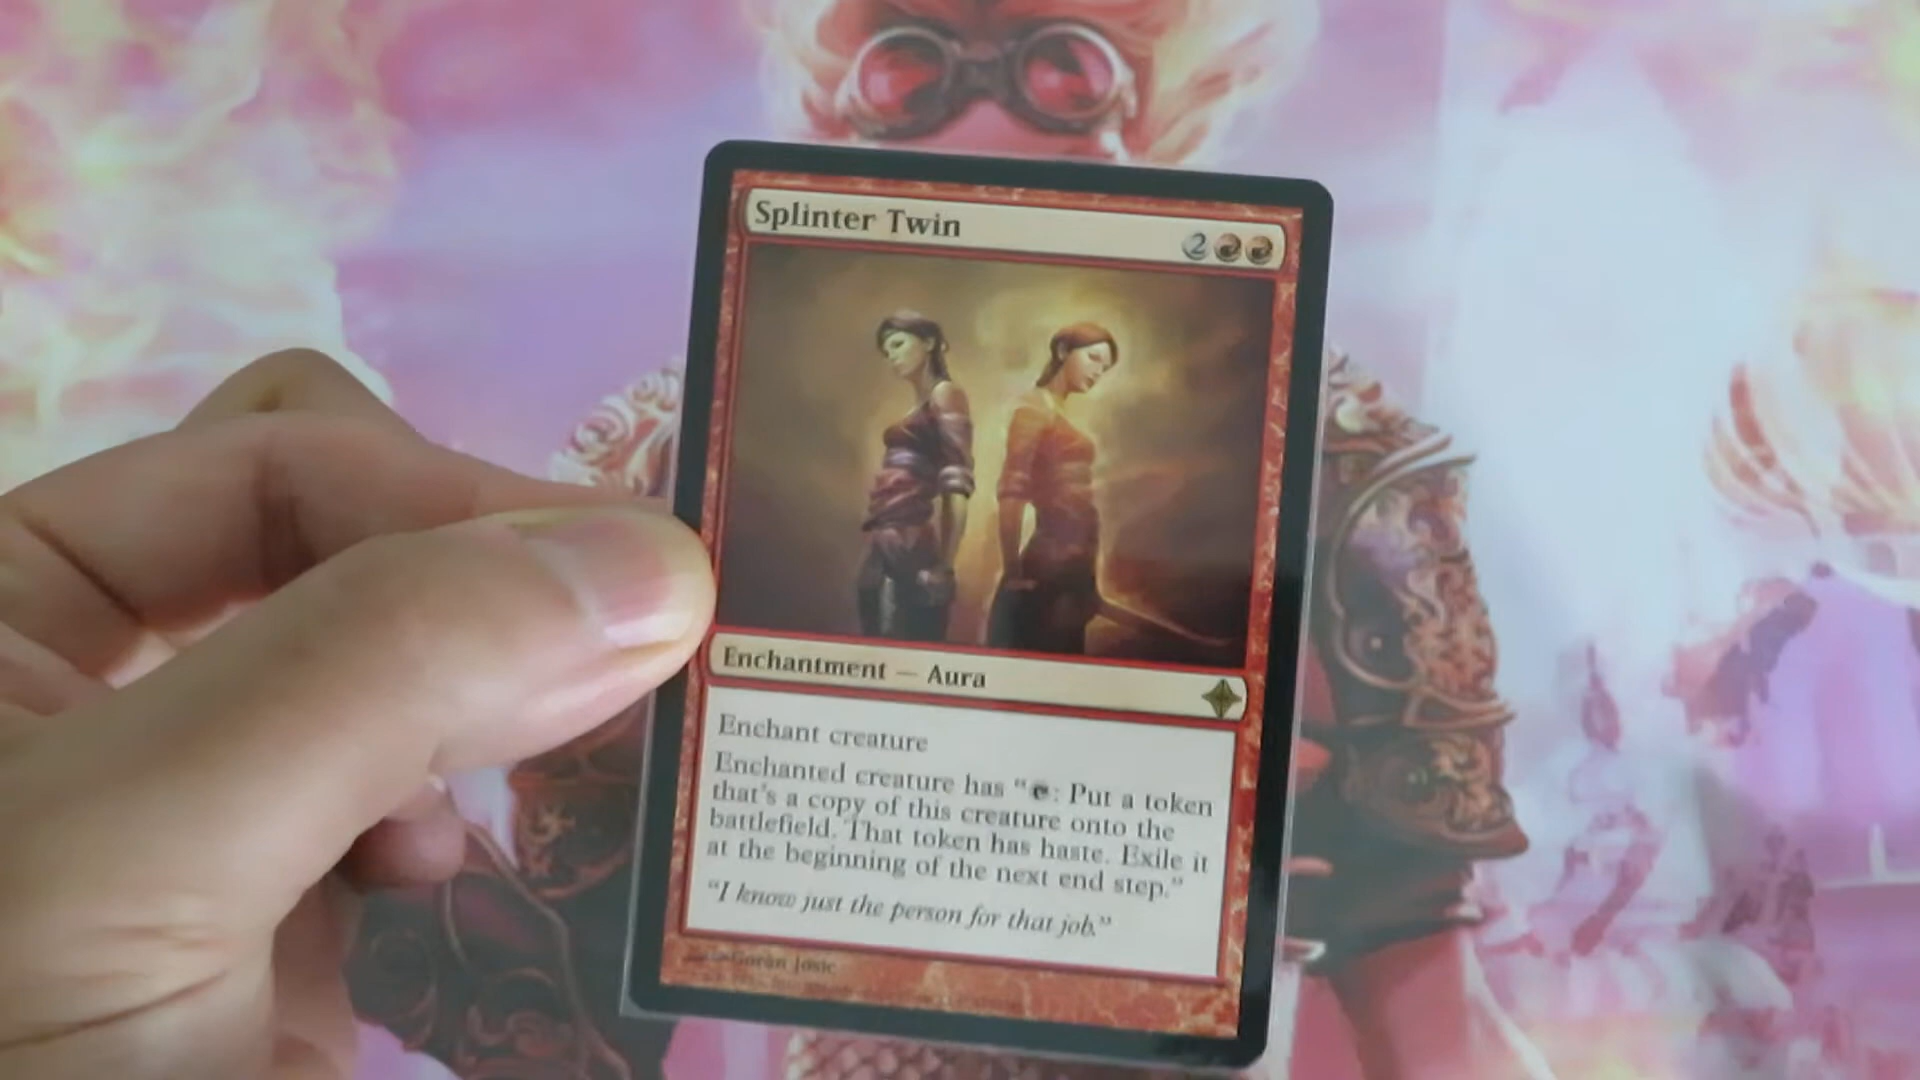 Splinter Twin
2
Enchantment — Aura
Enchant creature
Enchanted creature has “: Put a token
that’s a copy of this creature onto the
battlefield. That token has haste. Exile it
at the beginning of the next end step.”
“I know just the person for that job.”
Goran Josic